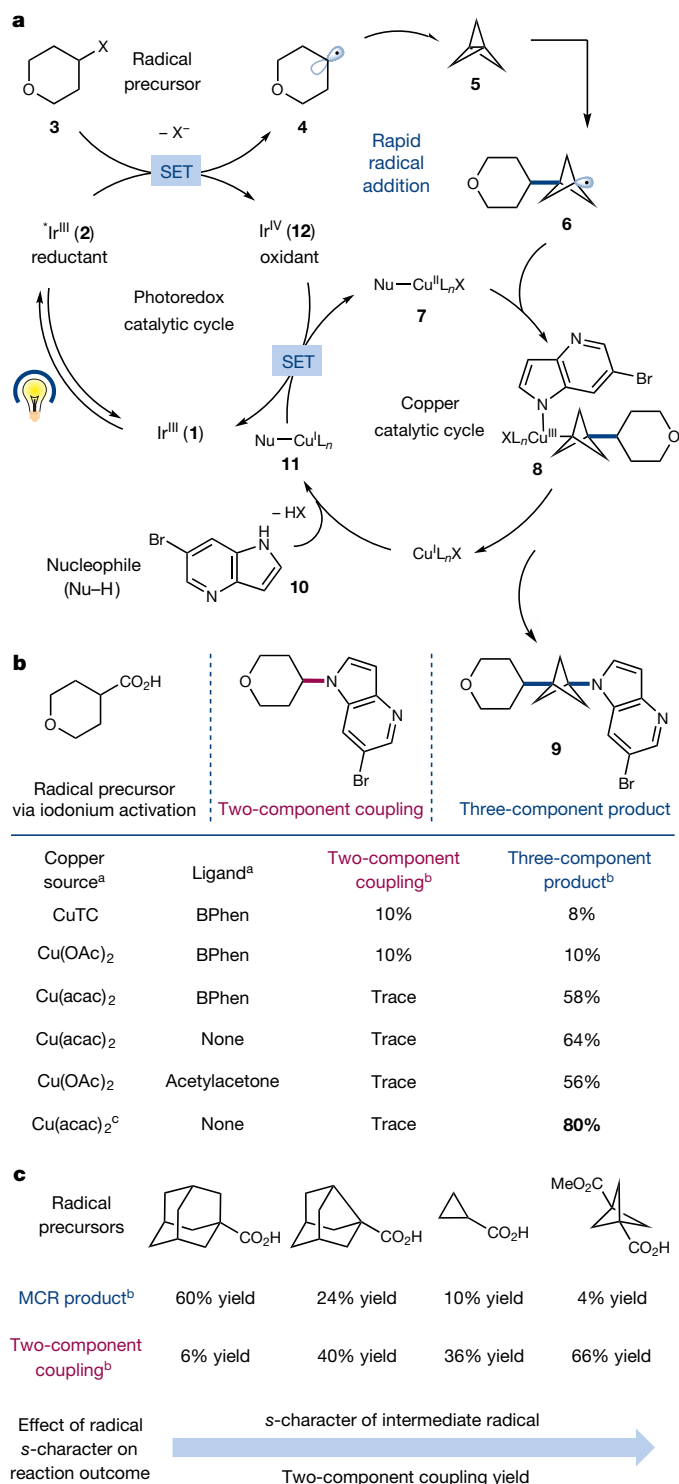 a
X
O
Radical
precursor
3
4
5
– X⁻
SET
Rapid
radical
addition
O
6
*Irᴵᴵᴵ (2)
reductant
Irᴵⱽ (12)
oxidant
Photoredox
catalytic cycle
Nu—CuᴵᴵLₙX
7
SET
N
Br
N
XLₙCuᴵᴵᴵ
O
8
Copper
catalytic cycle
Irᴵᴵᴵ (1)
Nu—CuᴵLₙ
11
– HX
CuᴵLₙX
Nucleophile
(Nu–H)
Br
H
N
N
10
b
CO₂H
O
O
N
N
Br
O
N
N
Br
9
Radical precursor
via iodonium activation
Two-component coupling
Three-component product
Copper
sourceᵃ
Ligandᵃ
Two-component
couplingᵇ
Three-component
productᵇ
CuTC BPhen 10% 8%
Cu(OAc)₂ BPhen 10% 10%
Cu(acac)₂ BPhen Trace 58%
Cu(acac)₂ None Trace 64%
Cu(OAc)₂ Acetylacetone Trace 56%
Cu(acac)₂ᶜ None Trace 80%
c
Radical
precursors
CO₂H
CO₂H
CO₂H
MeO₂C
CO₂H
MCR productᵇ 60% yield 24% yield 10% yield 4% yield
Two-component
couplingᵇ
6% yield 40% yield 36% yield 66% yield
Effect of radical
s-character on
reaction outcome
s-character of intermediate radical
Two-component coupling yield